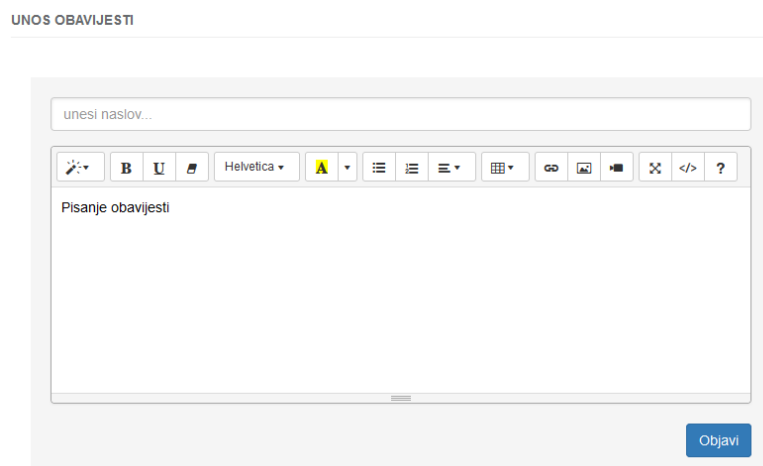 UNOS OBAVIJESTI
unesi naslov...
B U Helvetica A </> ?
Pisanje obavijesti
Objavi